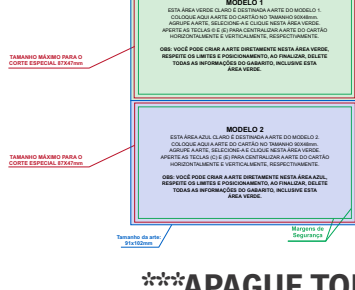 MODELO 1
ESTA ÁREA VERDE CLARO É DESTINADA A ARTE DO MODELO 1.
COLOQUE AQUI A ARTE DO CARTÃO NO TAMANHO 90X48mm.
AGRUPE A ARTE, SELECIONE-A E CLIQUE NESTA ÁREA VERDE.
APERTE AS TECLAS (I) E (E) PARA CENTRALIZAR A ARTE DO CARTÃO
HORIZONTALMENTE E VERTICALMENTE, RESPECTIVAMENTE.
OBS: VOCÊ PODE CRIAR A ARTE DIRETAMENTE NESTA ÁREA VERDE,
RESPEITE OS LIMITES E POSICIONAMENTO, AO FINALIZAR, DELETE
TODAS AS INFORMAÇÕES DO GABARITO, INCLUSIVE ESTA
ÁREA VERDE.
TAMANHO MÁXIMO PARA O
CORTE ESPECIAL 87X47mm
MODELO 2
ESTA ÁREA AZUL CLARO É DESTINADA A ARTE DO MODELO 2.
COLOQUE AQUI A ARTE DO CARTÃO NO TAMANHO 90X48mm.
AGRUPE A ARTE, SELECIONE-A E CLIQUE NESTA ÁREA VERDE.
APERTE AS TECLAS (C) E (E) PARA CENTRALIZAR A ARTE DO CARTÃO
HORIZONTALMENTE E VERTICALMENTE, RESPECTIVAMENTE.
OBS: VOCÊ PODE CRIAR A ARTE DIRETAMENTE NESTA ÁREA AZUL,
RESPEITE OS LIMITES E POSICIONAMENTO, AO FINALIZAR, DELETE
TODAS AS INFORMAÇÕES DO GABARITO, INCLUSIVE ESTA
ÁREA VERDE.
TAMANHO MÁXIMO PARA O
CORTE ESPECIAL 87X47mm
Tamanho da arte:
91x102mm
Margens de
Segurança
***APAGUE TO